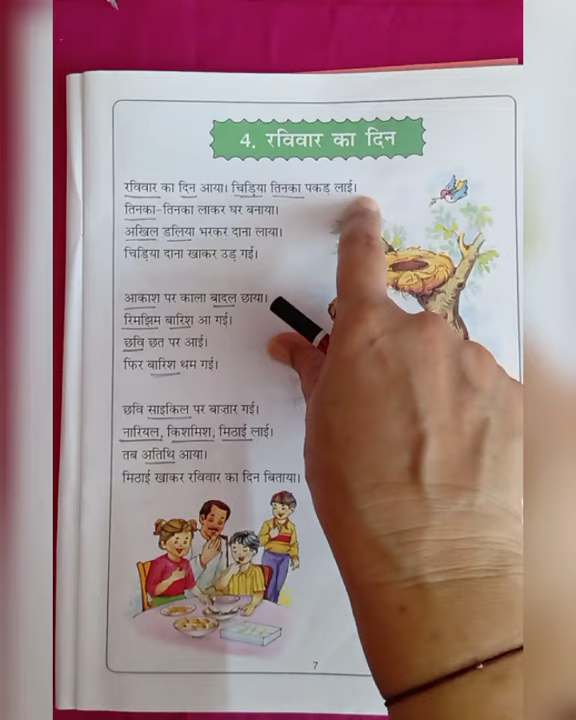 4. रविवार का दिन
रविवार का दिन आया। चिड़िया तिनका पकड़ लाई।
तिनका-तिनका लाकर घर बनाया।
अखिल डलिया भरकर दाना लाया।
चिड़िया दाना खाकर उड़ गई।
आकाश पर काला बादल छाया।
रिमझिम बारिश आ गई।
छवि छत पर आई।
फिर बारिश थम गई।
छवि साइकिल पर बाज़ार गई।
नारियल, किशमिश, मिठाई लाई।
तब अतिथि आया।
मिठाई खाकर रविवार का दिन बिताया।
7